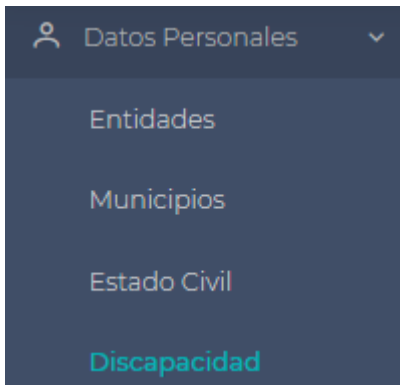 Datos Personales
Entidades
Municipios
Estado Civil
Discapacidad